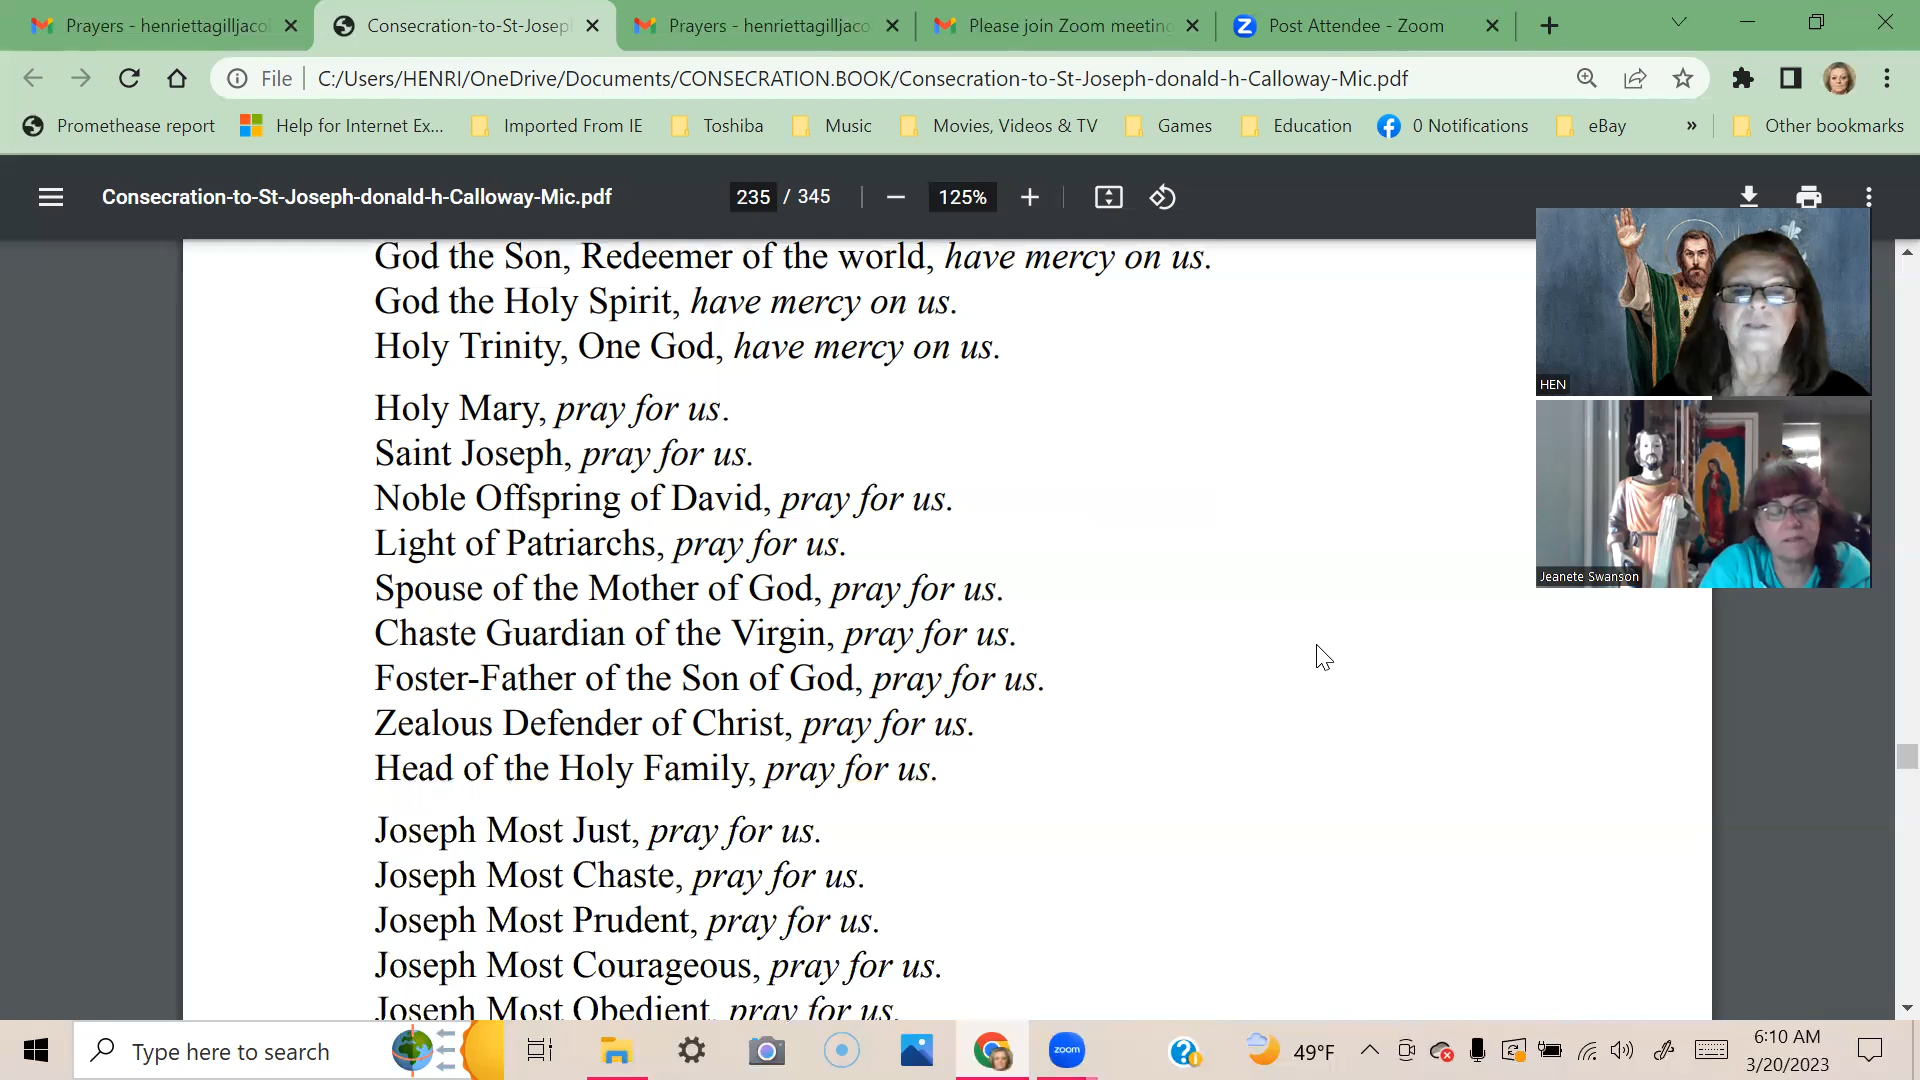 Prayers - henriettagilljaco
Consecration-to-St-Joseph
Prayers - henriettagilljaco
Please join Zoom meeting
Post Attendee - Zoom
File
C:/Users/HENRI/OneDrive/Documents/CONSECRATION.BOOK/Consecration-to-St-Joseph-donald-h-Calloway-Mic.pdf
Promethease report
Help for Internet Ex...
Imported From IE
Toshiba
Music
Movies, Videos & TV
Games
Education
0 Notifications
eBay
»
Other bookmarks
Consecration-to-St-Joseph-donald-h-Calloway-Mic.pdf
235 / 345
125%
God the Son, Redeemer of the world, have mercy on us.
God the Holy Spirit, have mercy on us.
Holy Trinity, One God, have mercy on us.
Holy Mary, pray for us.
Saint Joseph, pray for us.
Noble Offspring of David, pray for us.
Light of Patriarchs, pray for us.
Spouse of the Mother of God, pray for us.
Chaste Guardian of the Virgin, pray for us.
Foster-Father of the Son of God, pray for us.
Zealous Defender of Christ, pray for us.
Head of the Holy Family, pray for us.
Joseph Most Just, pray for us.
Joseph Most Chaste, pray for us.
Joseph Most Prudent, pray for us.
Joseph Most Courageous, pray for us.
Joseph Most Obedient, pray for us.
HEN
Jeanete Swanson
Type here to search
zoom
49°F
6:10 AM
3/20/2023